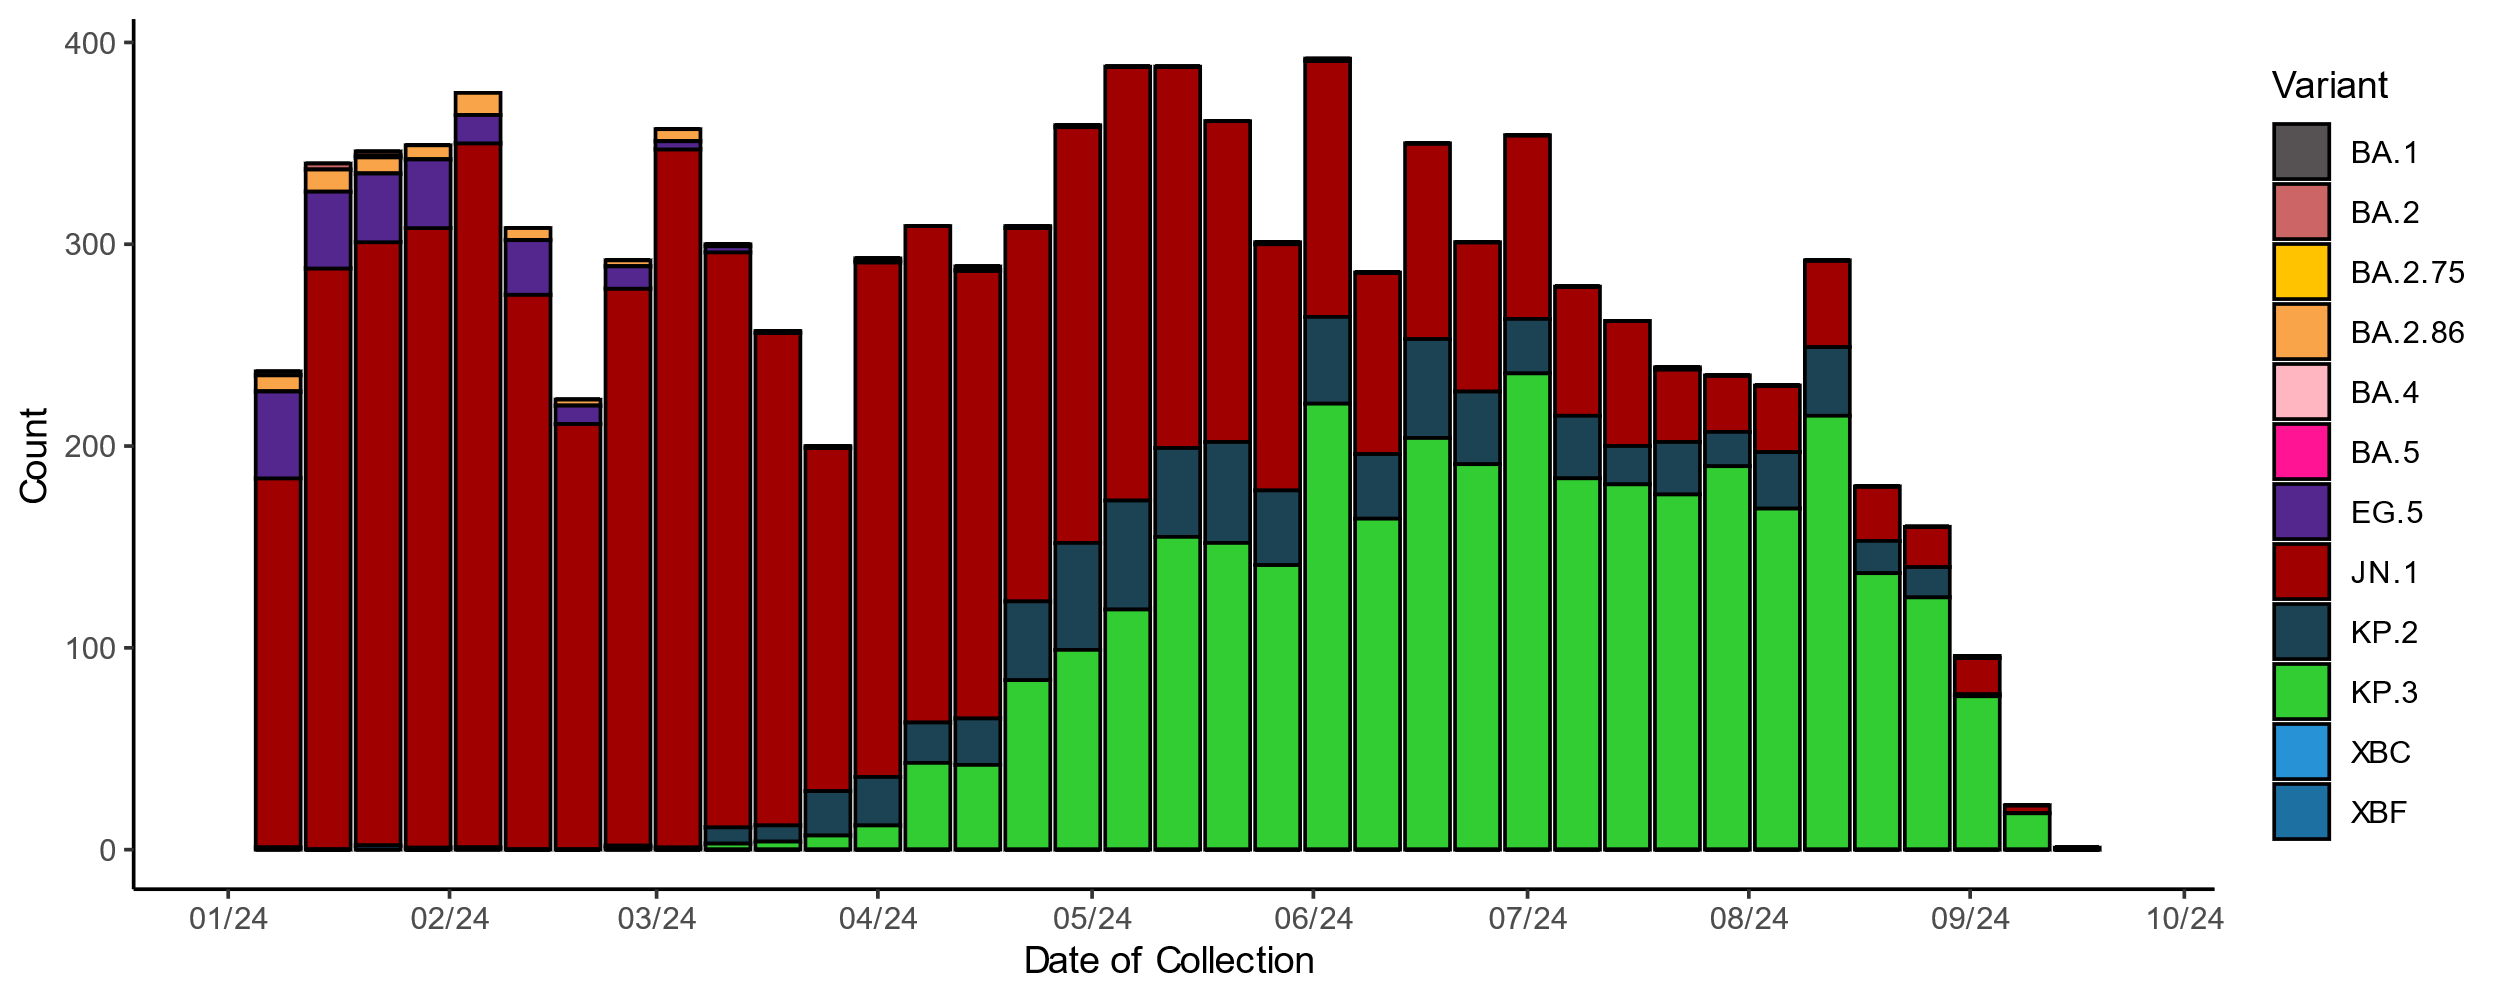 400
300
200
100
0
Count
01/24 02/24 03/24 04/24 05/24 06/24 07/24 08/24 09/24 10/24
Date of Collection
Variant
BA.1
BA.2
BA.2.75
BA.2.86
BA.4
BA.5
EG.5
JN.1
KP.2
KP.3
XBC
XBF